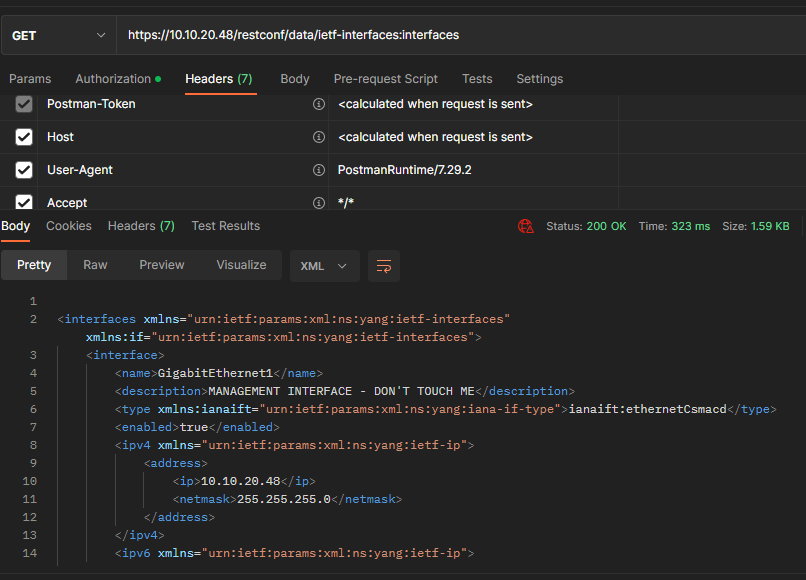 GET https://10.10.20.48/restconf/data/ietf-interfaces:interfaces
Params Authorization Headers (7) Body Pre-request Script Tests Settings
Postman-Token <calculated when request is sent>
Host <calculated when request is sent>
User-Agent PostmanRuntime/7.29.2
Accept */*
Body Cookies Headers (7) Test Results Status: 200 OK Time: 323 ms Size: 1.59 KB
Pretty Raw Preview Visualize XML
1
2 <interfaces xmlns="urn:ietf:params:xml:ns:yang:ietf-interfaces"
xmlns:if="urn:ietf:params:xml:ns:yang:ietf-interfaces">
3 <interface>
4 <name>GigabitEthernet1</name>
5 <description>MANAGEMENT INTERFACE - DON'T TOUCH ME</description>
6 <type xmlns:ianaift="urn:ietf:params:xml:ns:yang:iana-if-type">ianaift:ethernetCsmacd</type>
7 <enabled>true</enabled>
8 <ipv4 xmlns="urn:ietf:params:xml:ns:yang:ietf-ip">
9 <address>
10 <ip>10.10.20.48</ip>
11 <netmask>255.255.255.0</netmask>
12 </address>
13 </ipv4>
14 <ipv6 xmlns="urn:ietf:params:xml:ns:yang:ietf-ip">